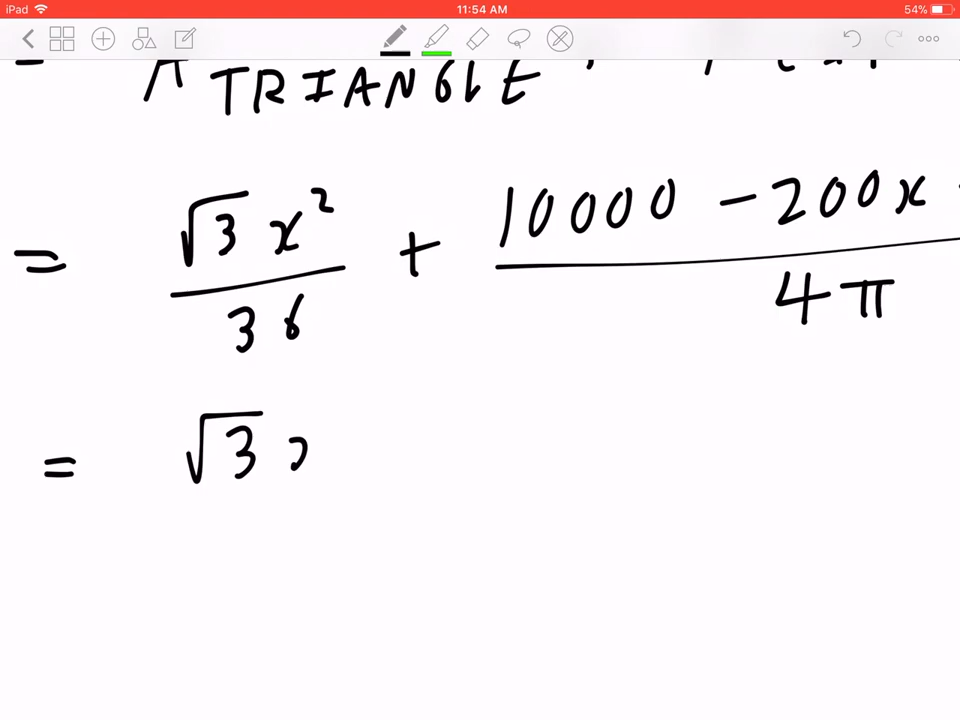 iPad 11:54 AM 54%
= A TRIANGLE
= √3 x² / 36 + 10000 - 200x / 4π
= √3